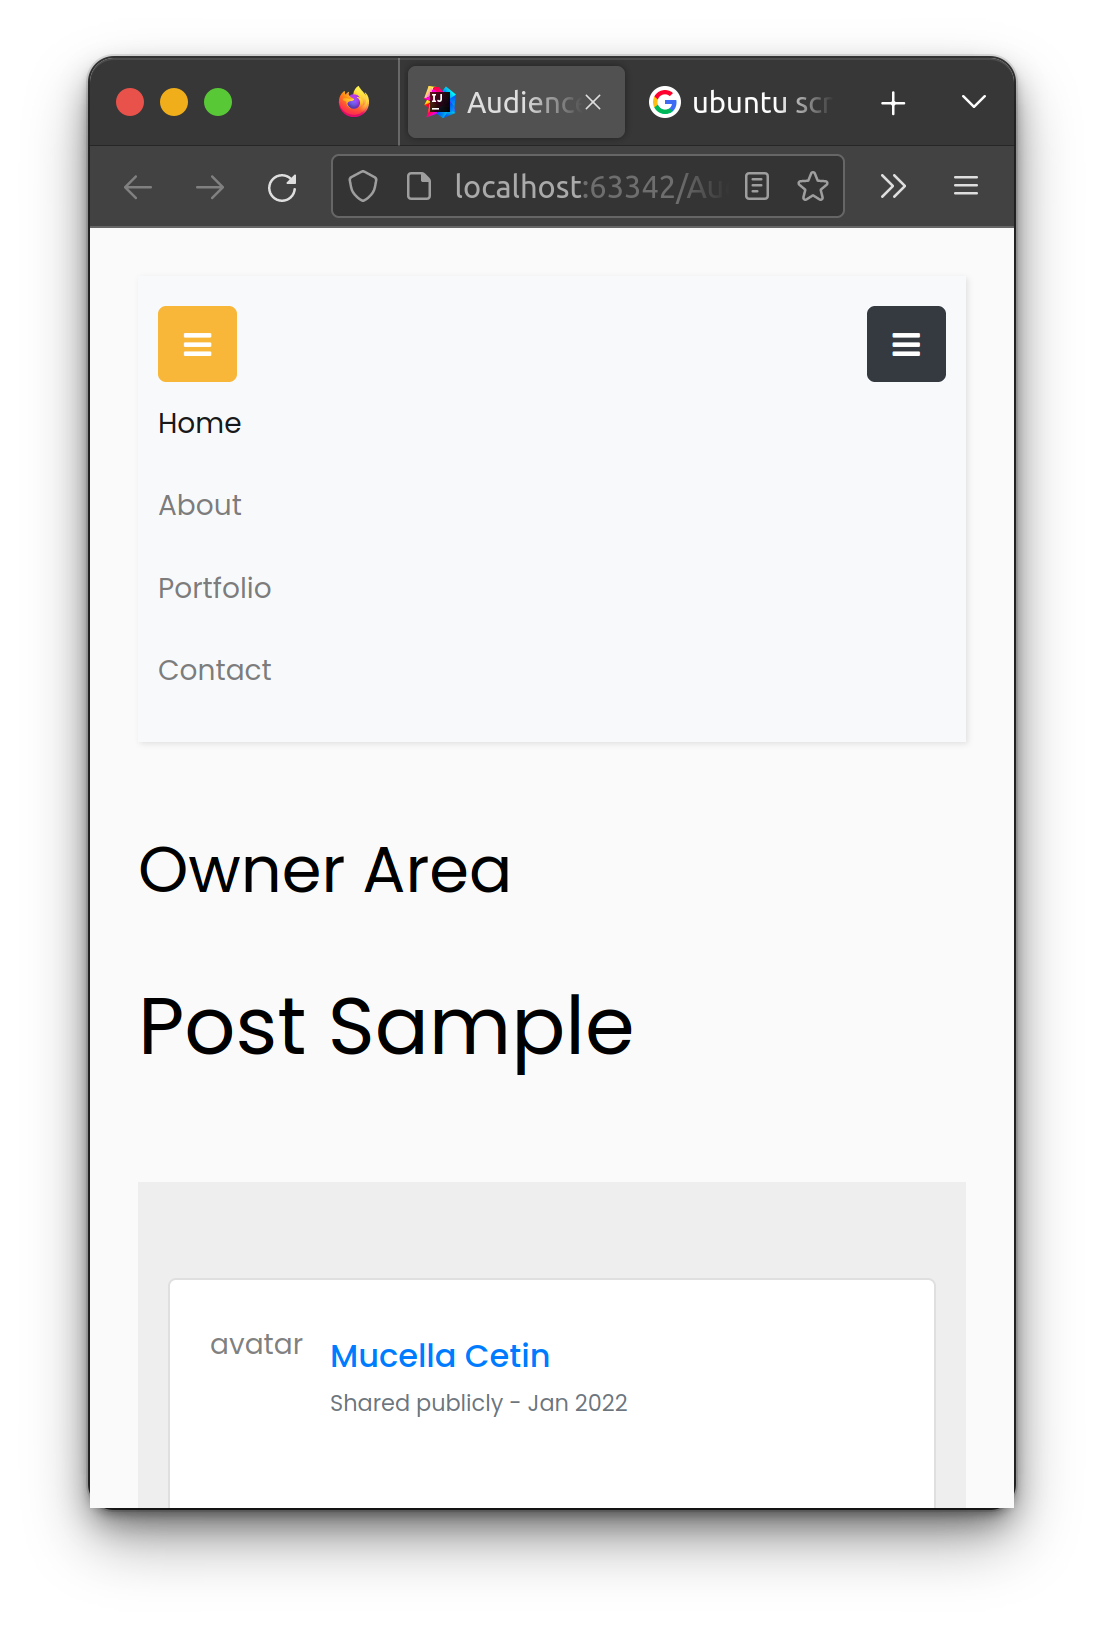 Audienc
ubuntu scr
localhost:63342/Au
Home
About
Portfolio
Contact
Owner Area
Post Sample
avatar
Mucella Cetin
Shared publicly - Jan 2022